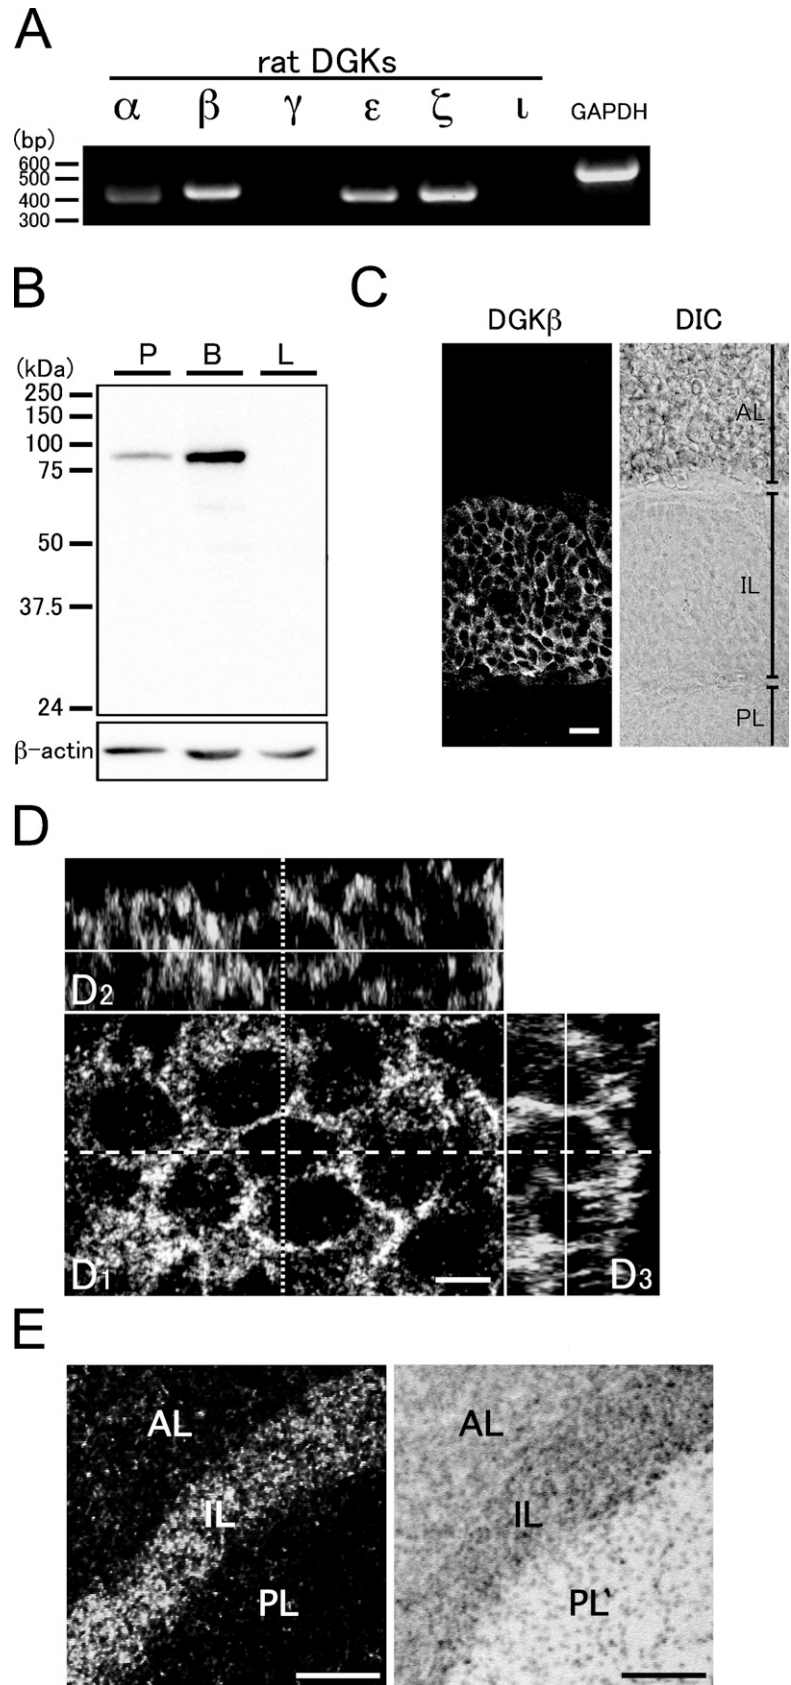 A
rat DGKs
α β γ ε ζ ι GAPDH
(bp)
600
500
400
300
B
P B L
(kDa)
250
150
100
75
50
37.5
24
β-actin
C
DGKβ DIC
AL
IL
PL
D
D2
D1 D3
E
AL AL
IL IL
PL PL